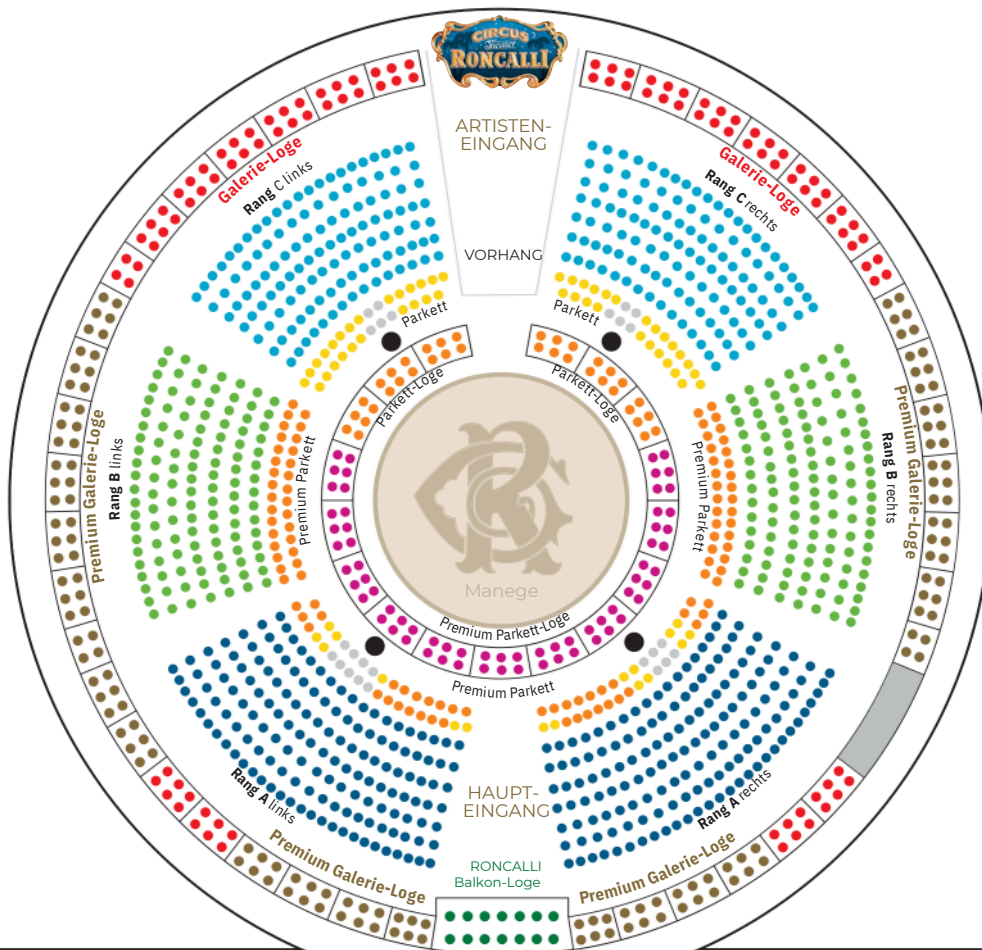 CIRCUS
Theater
RONCALLI
ARTISTEN-
EINGANG
Galerie-Loge
Rang C links
Galerie-Loge
Rang C rechts
VORHANG
Parkett
Parkett
Parkett-Loge
Parkett-Loge
Premium Galerie-Loge
Rang B links
Premium Parkett
Premium Parkett
Rang B rechts
Premium Galerie-Loge
R
Manege
Premium Parkett-Loge
Premium Parkett
Rang A links
HAUPT-
EINGANG
Rang A rechts
Premium Galerie-Loge
RONCALLI
Balkon-Loge
Premium Galerie-Loge